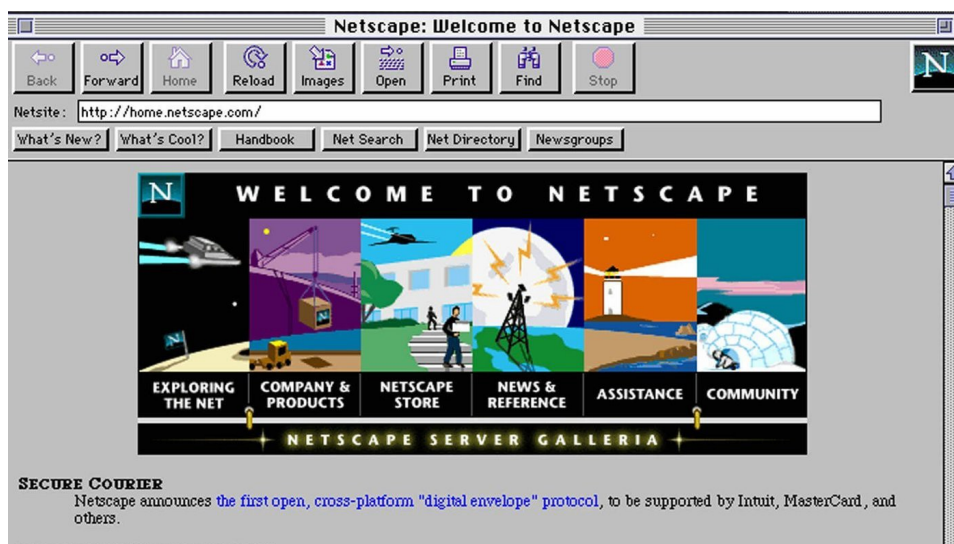 Netscape: Welcome to Netscape
Back Forward Home Reload Images Open Print Find Stop
N
Netsite: http://home.netscape.com/
What's New? What's Cool? Handbook Net Search Net Directory Newsgroups
N WELCOME TO NETSCAPE
N
N
EXPLORING THE NET
COMPANY & PRODUCTS
NETSCAPE STORE
NEWS & REFERENCE
ASSISTANCE
COMMUNITY
NETSCAPE SERVER GALLERIA
SECURE COURIER
Netscape announces the first open, cross-platform "digital envelope" protocol, to be supported by Intuit, MasterCard, and
others.